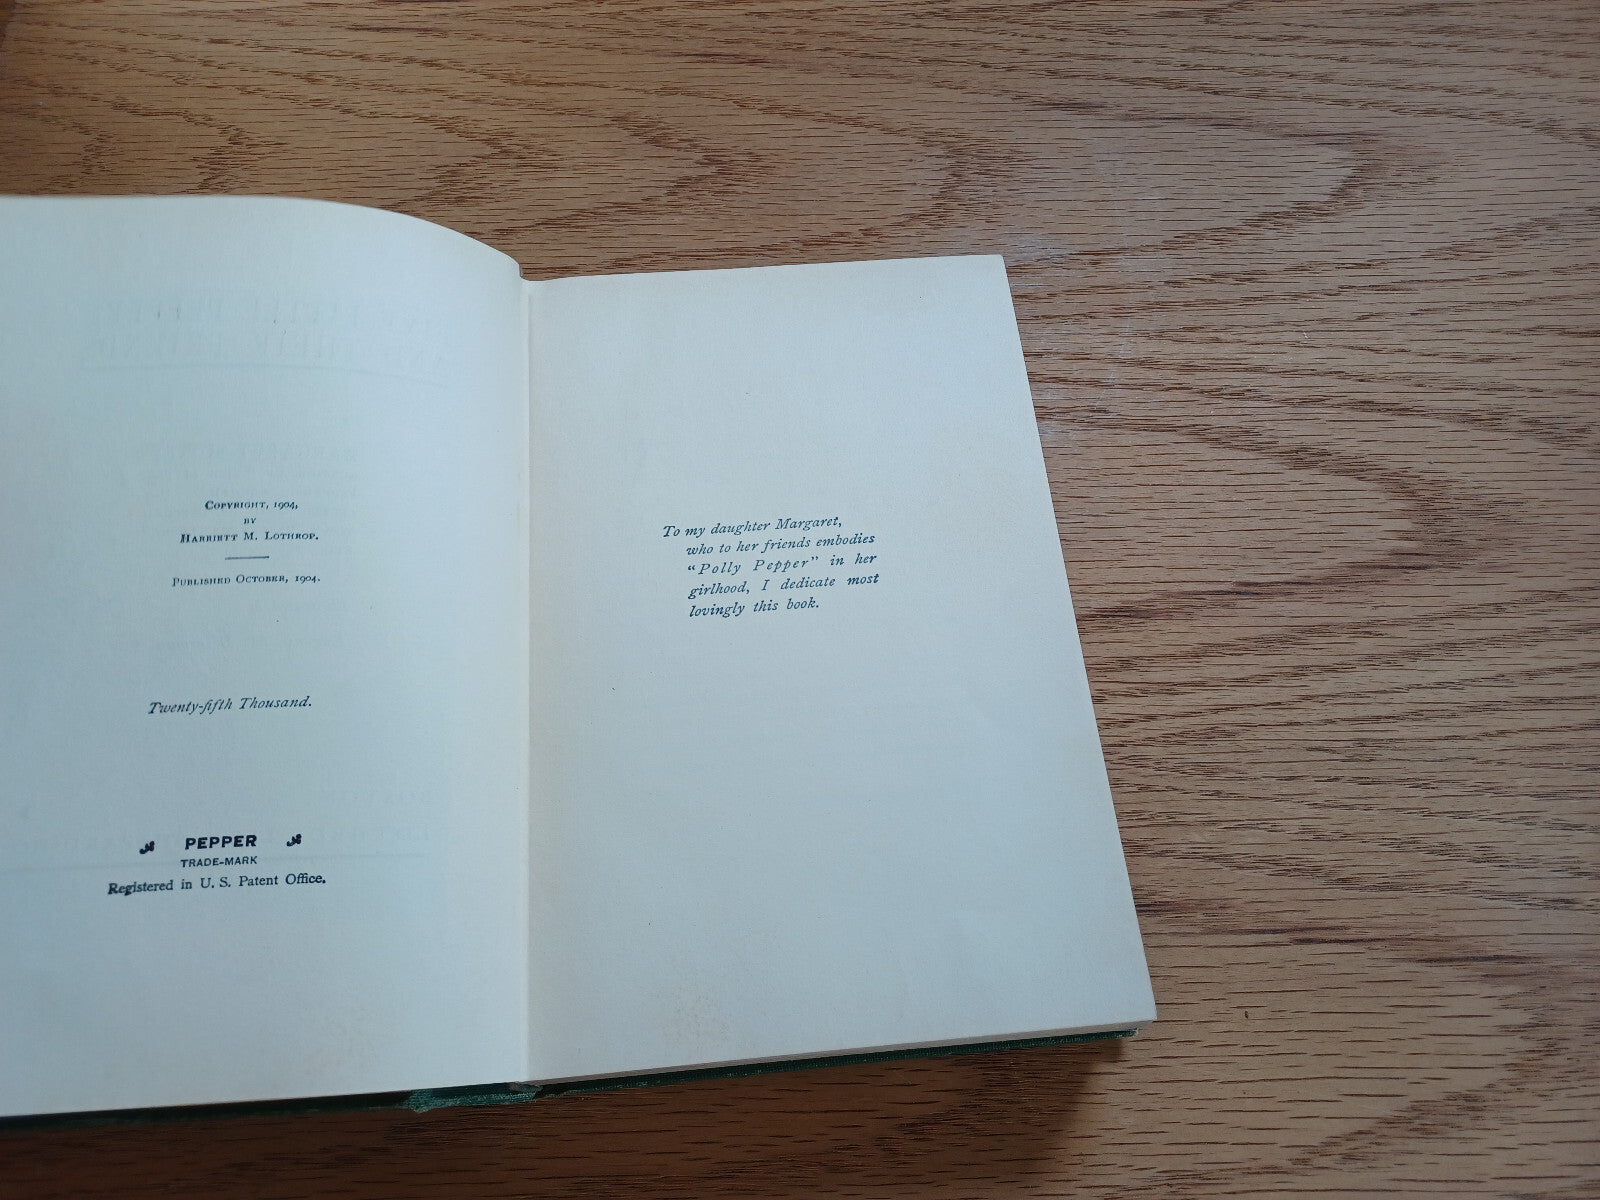 COPYRIGHT, 1904,
BY
HARRIETT M. LOTHROP.
PUBLISHED OCTOBER, 1904.
Twenty-fifth Thousand.
PEPPER
TRADE-MARK
Registered in U. S. Patent Office.
To my daughter Margaret,
who to her friends embodies
"Polly Pepper" in her
girlhood, I dedicate most
lovingly this book.